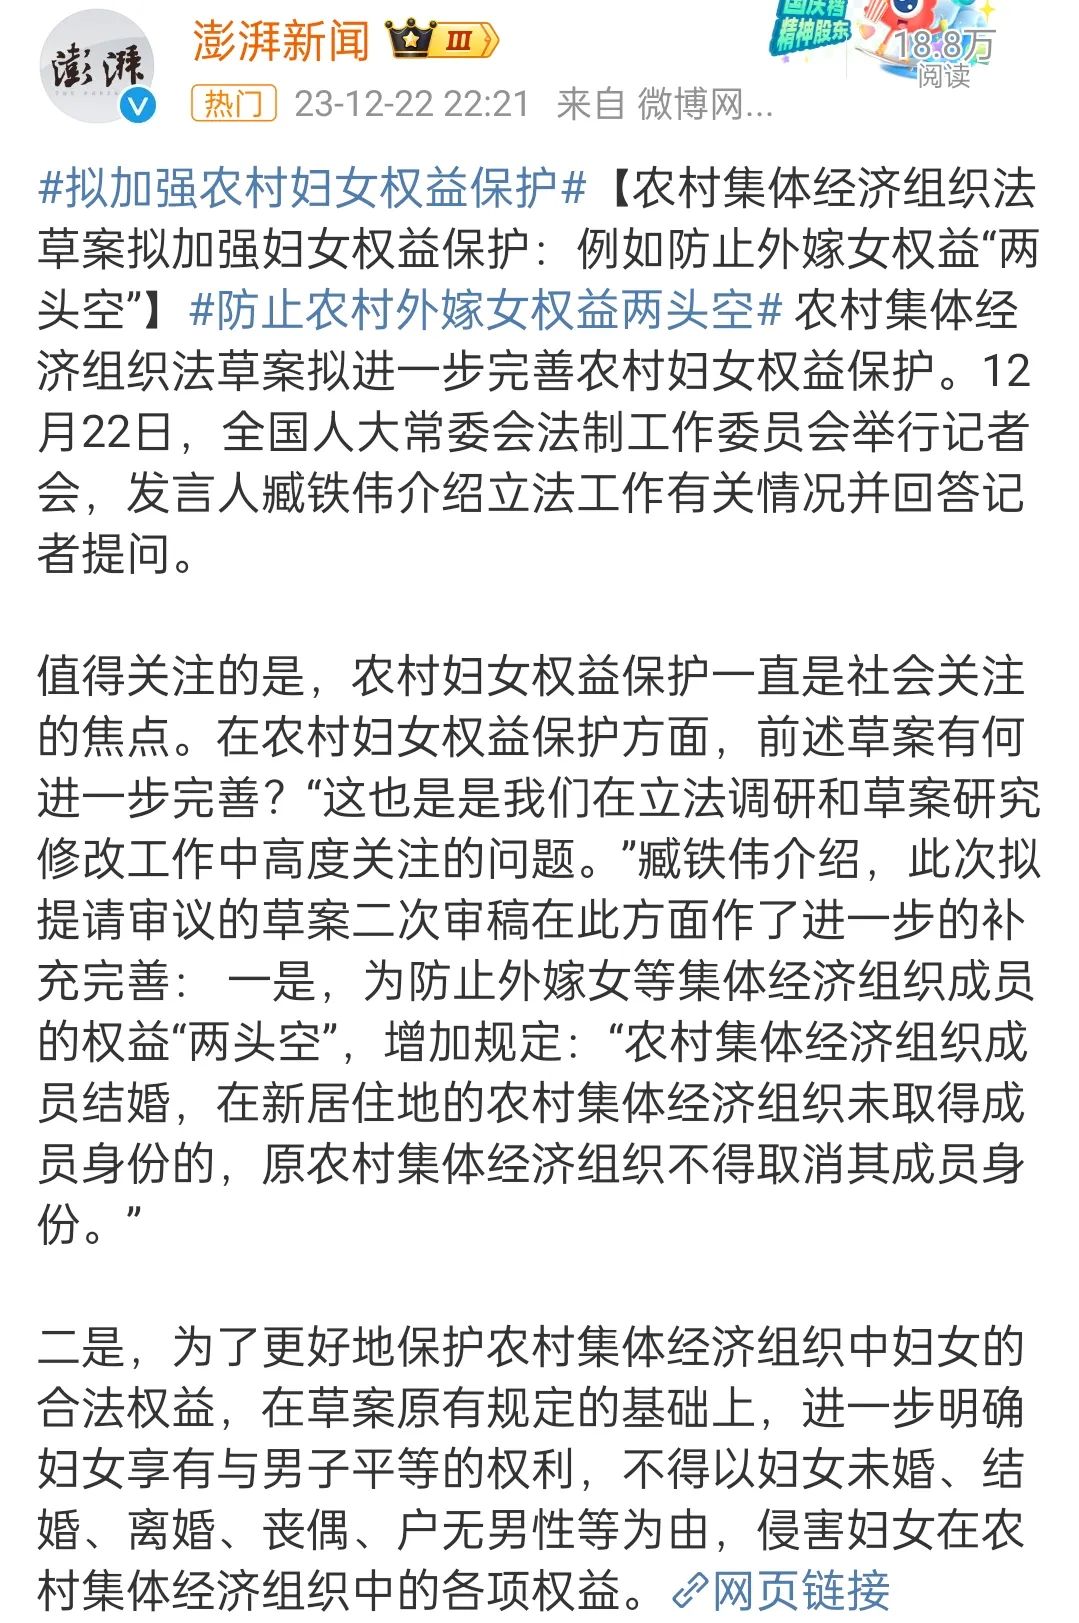 国庆档
精神股东
澎湃
澎湃新闻 III
18.8万
阅读
热门 23-12-22 22:21 来自 微博网...
#拟加强农村妇女权益保护#【农村集体经济组织法
草案拟加强妇女权益保护：例如防止外嫁女权益“两
头空”】#防止农村外嫁女权益两头空# 农村集体经
济组织法草案拟进一步完善农村妇女权益保护。12
月22日，全国人大常委会法制工作委员会举行记者
会，发言人臧铁伟介绍立法工作有关情况并回答记
者提问。
值得关注的是，农村妇女权益保护一直是社会关注
的焦点。在农村妇女权益保护方面，前述草案有何
进一步完善？“这也是是我们在立法调研和草案研究
修改工作中高度关注的问题。”臧铁伟介绍，此次拟
提请审议的草案二次审稿在此方面作了进一步的补
充完善： 一是，为防止外嫁女等集体经济组织成员
的权益“两头空”，增加规定：“农村集体经济组织成
员结婚，在新居住地的农村集体经济组织未取得成
员身份的，原农村集体经济组织不得取消其成员身
份。”
二是，为了更好地保护农村集体经济组织中妇女的
合法权益，在草案原有规定的基础上，进一步明确
妇女享有与男子平等的权利，不得以妇女未婚、结
婚、离婚、丧偶、户无男性等为由，侵害妇女在农
村集体经济组织中的各项权益。网页链接